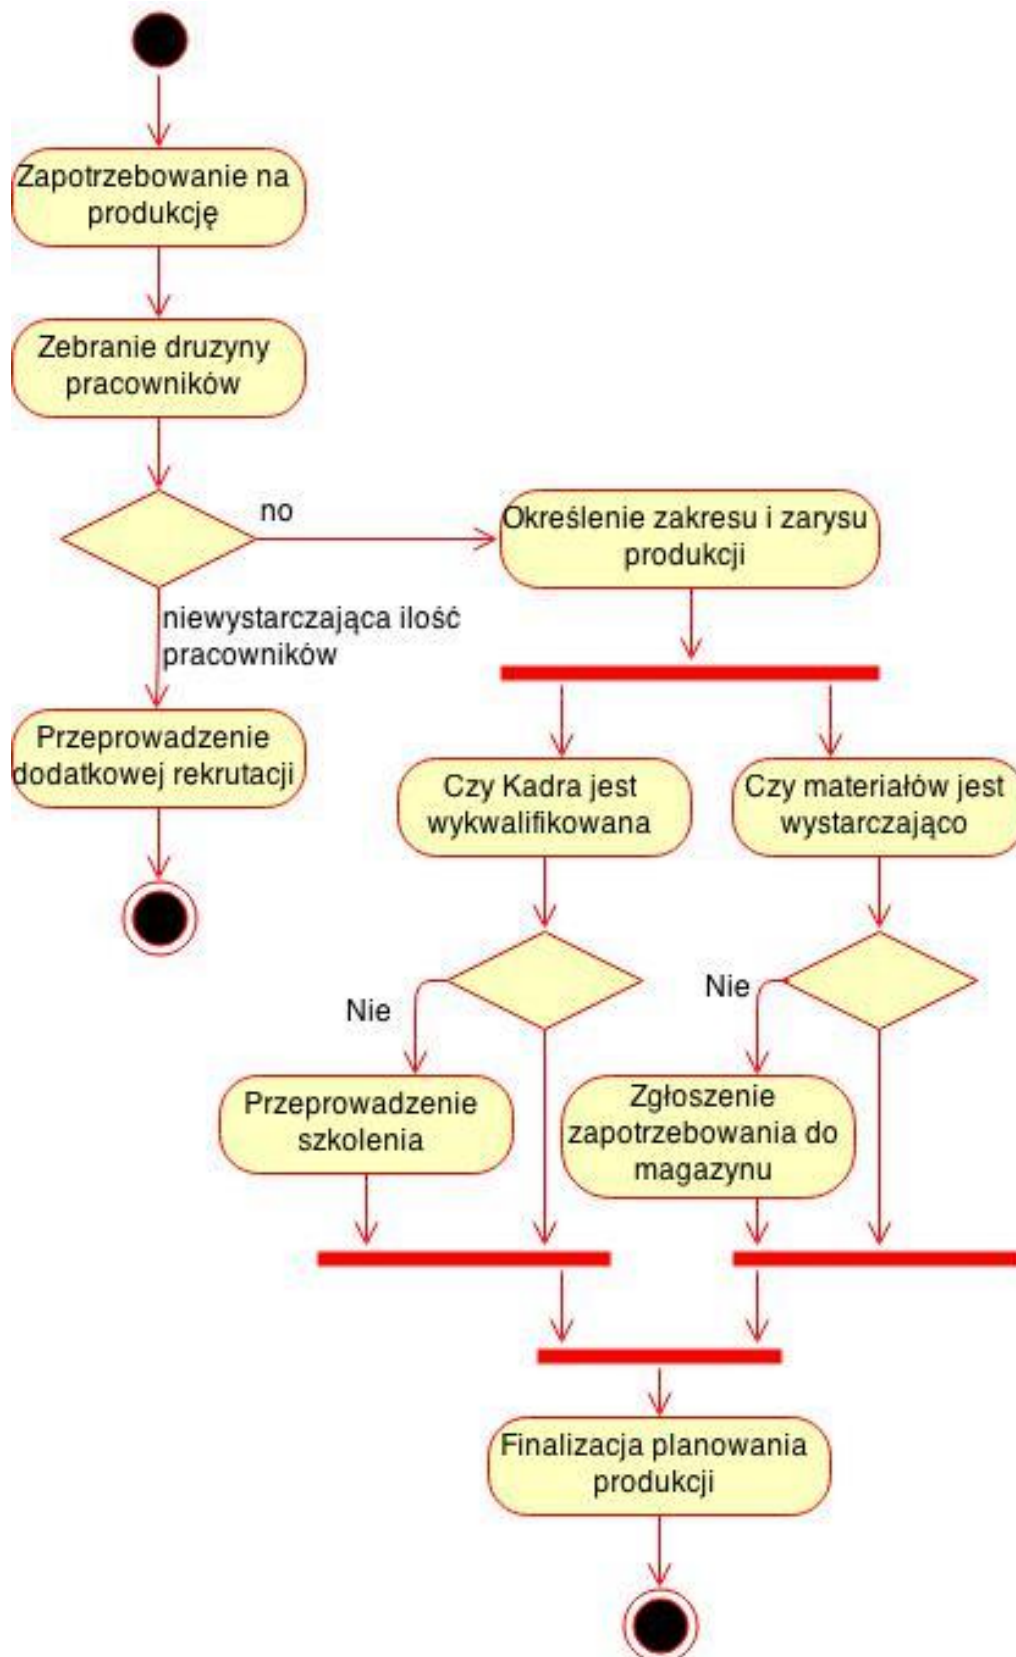 Zapotrzebowanie na
produkcję
Zebranie druzyny
pracowników
no
Określenie zakresu i zarysu
produkcji
niewystarczająca ilość
pracowników
Przeprowadzenie
dodatkowej rekrutacji
Czy Kadra jest
wykwalifikowana
Czy materiałów jest
wystarczająco
Nie
Nie
Przeprowadzenie
szkolenia
Zgłoszenie
zapotrzebowania do
magazynu
Finalizacja planowania
produkcji